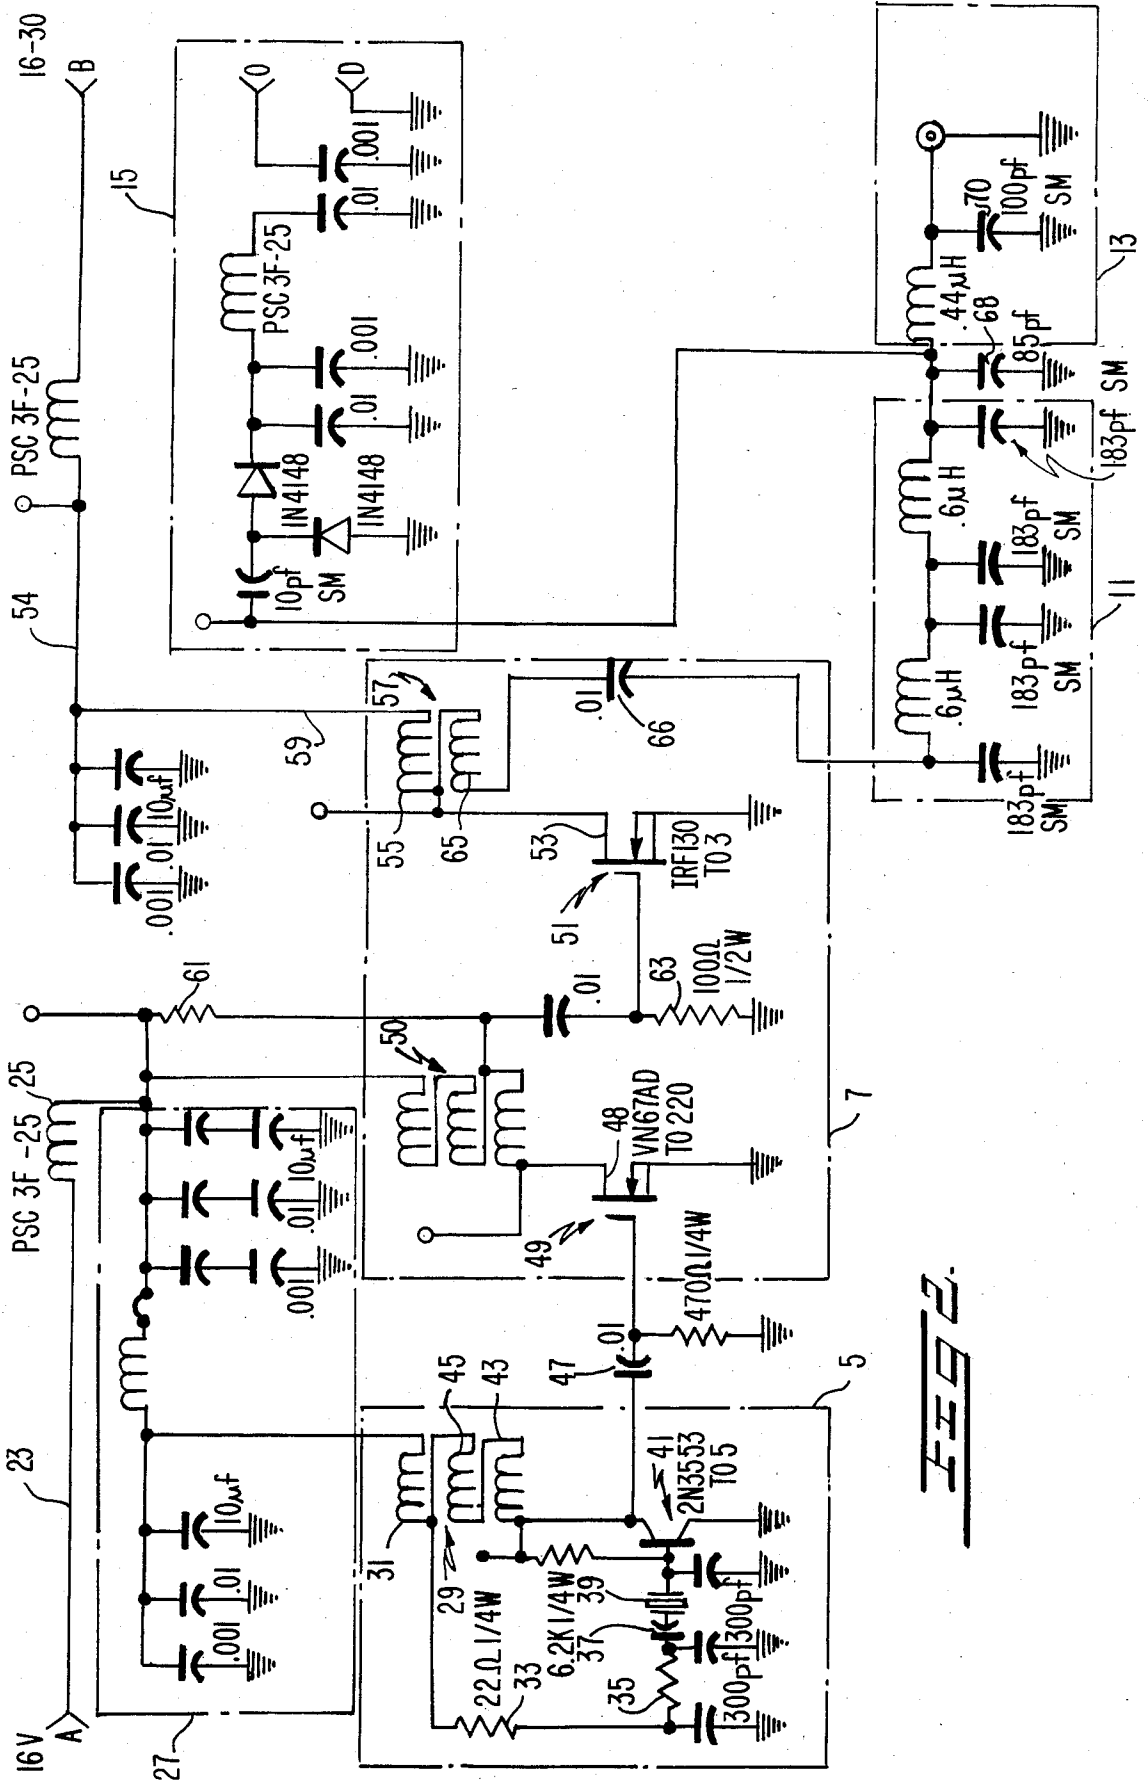 16V
A
23
PSC 3F-25
25
54
PSC 3F-25
16-30
B
27
.001
.01
10µf
.001
.01
10µf
61
.001
.01
10µf
59
15
10pf
SM
1N4148
1N4148
.01
.001
PSC 3F-25
.01
.001
O
D
31
29
45
43
22Ω 1/4W
33
6.2K 1/4W
37
39
35
300pf
300pf
41
2N3553
TO5
5
47
.01
470Ω 1/4W
50
49
48
VN67AD
TO220
7
.01
63
100Ω
1/2W
51
53
IRF130
TO3
55
57
65
.01
66
183pf
SM
.6µH
183pf
SM
183pf
SM
.6µH
183pf
11
85pf
SM
68
.44µH
70
100pf
SM
13
FIG 2.